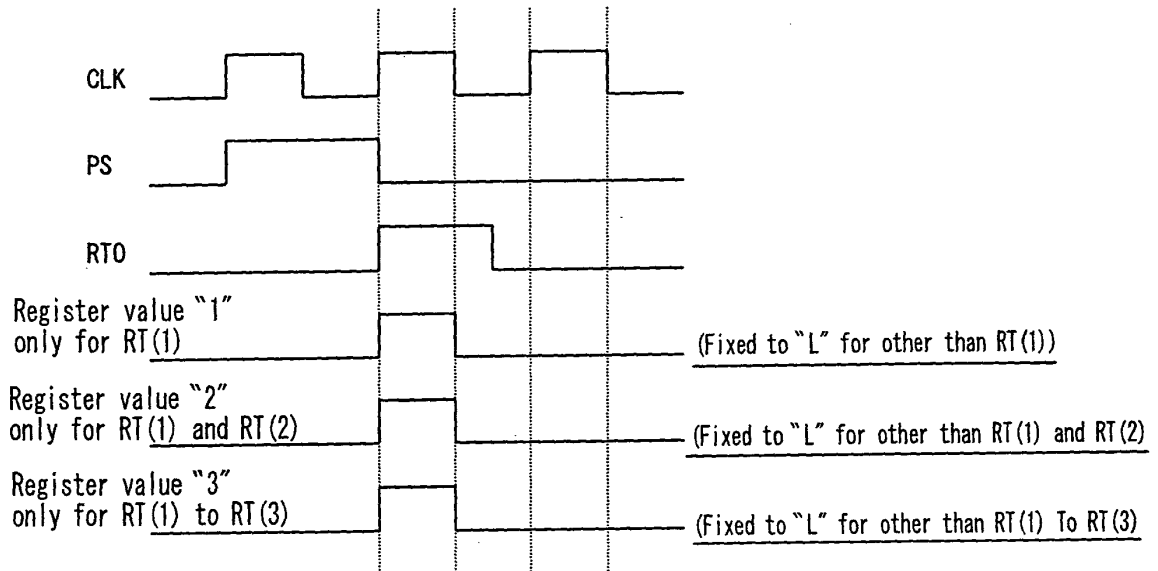 CLK
PS
RT0
Register value “1”
only for RT(1)
(Fixed to “L” for other than RT(1))
Register value “2”
only for RT(1) and RT(2)
(Fixed to “L” for other than RT(1) and RT(2)
Register value “3”
only for RT(1) to RT(3)
(Fixed to “L” for other than RT(1) To RT(3)